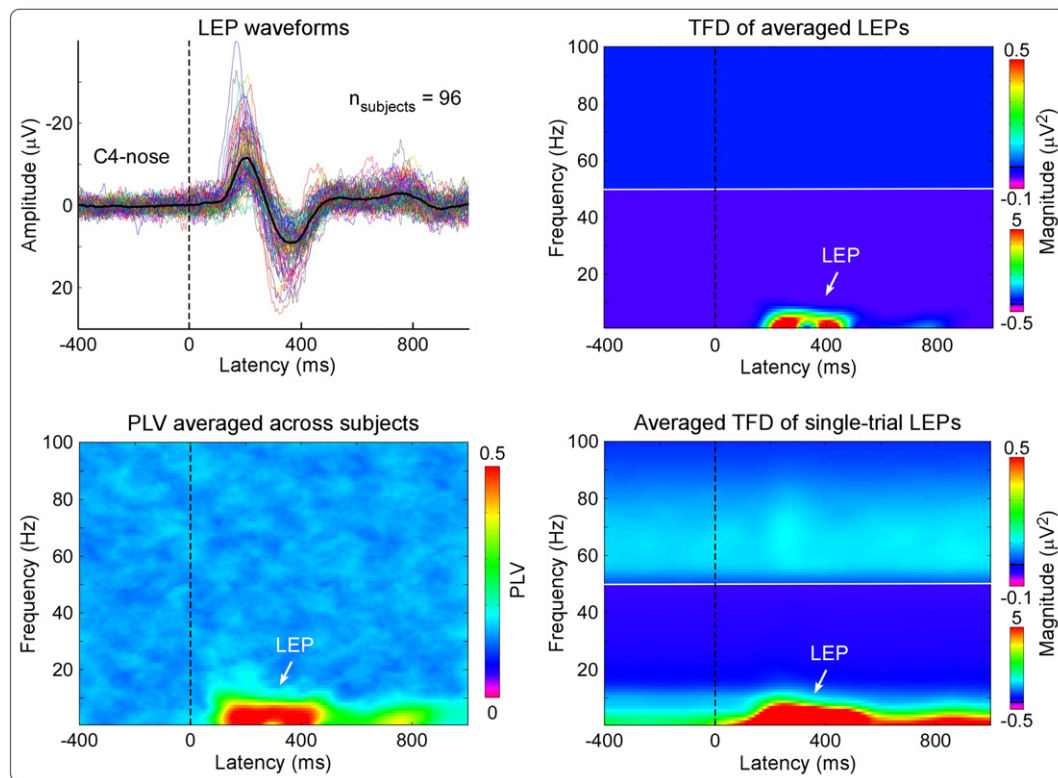 LEP waveforms
-20
0
20
Amplitude (µV)
n subjects = 96
C4-nose
-400 0 400 800
Latency (ms)
TFD of averaged LEPs
100
80
60
40
20
Frequency (Hz)
LEP
-400 0 400 800
Latency (ms)
0.5
-0.1
5
-0.5
Magnitude (µV²)
PLV averaged across subjects
100
80
60
40
20
Frequency (Hz)
LEP
-400 0 400 800
Latency (ms)
0.5
0
PLV
Averaged TFD of single-trial LEPs
100
80
60
40
20
Frequency (Hz)
LEP
-400 0 400 800
Latency (ms)
0.5
-0.1
5
-0.5
Magnitude (µV²)